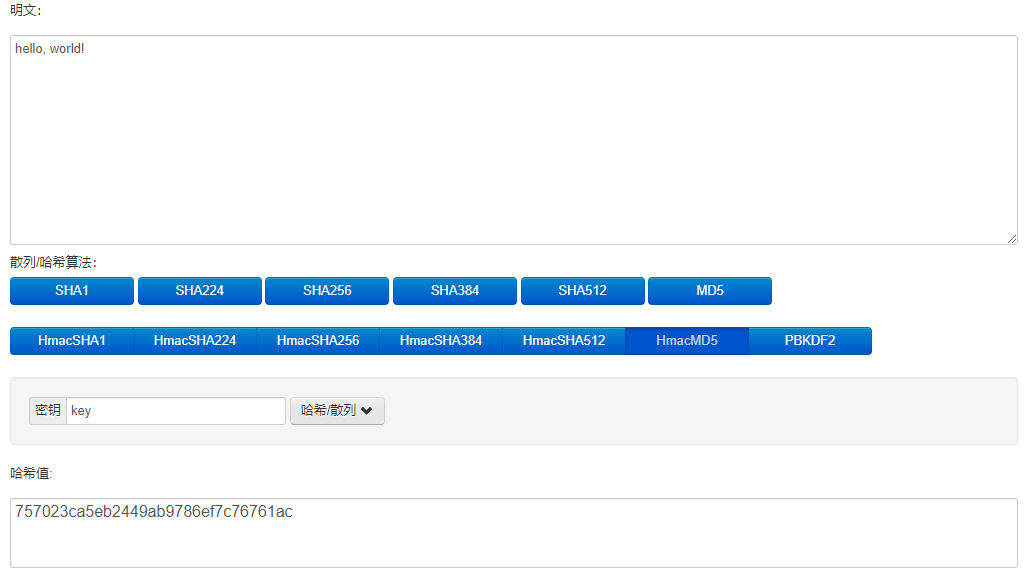 明文：
hello, world!
散列/哈希算法：
SHA1 SHA224 SHA256 SHA384 SHA512 MD5
HmacSHA1 HmacSHA224 HmacSHA256 HmacSHA384 HmacSHA512 HmacMD5 PBKDF2
密钥 key 哈希/散列
哈希值:
757023ca5eb2449ab9786ef7c76761ac